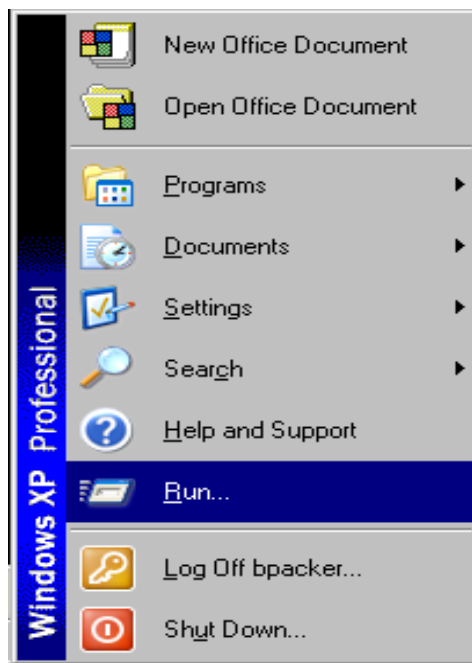 New Office Document
Open Office Document
Programs
Documents
Settings
Search
Help and Support
Run...
Log Off bpacker...
Shut Down...
Windows XP Professional